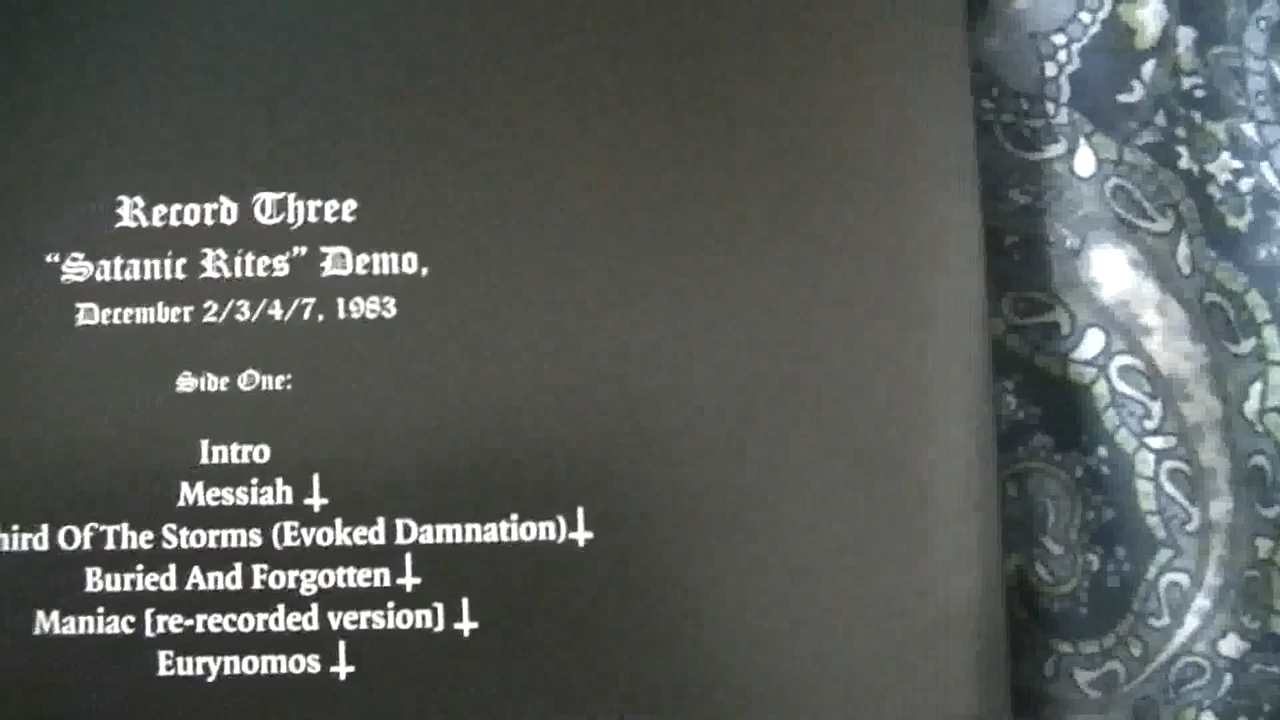 Record Three
“Satanic Rites” Demo,
December 2/3/4/7, 1983
Side One:
Intro
Messiah
Of The Storms (Evoked Damnation)
Buried And Forgotten
Maniac [re-recorded version]
Eurynomos